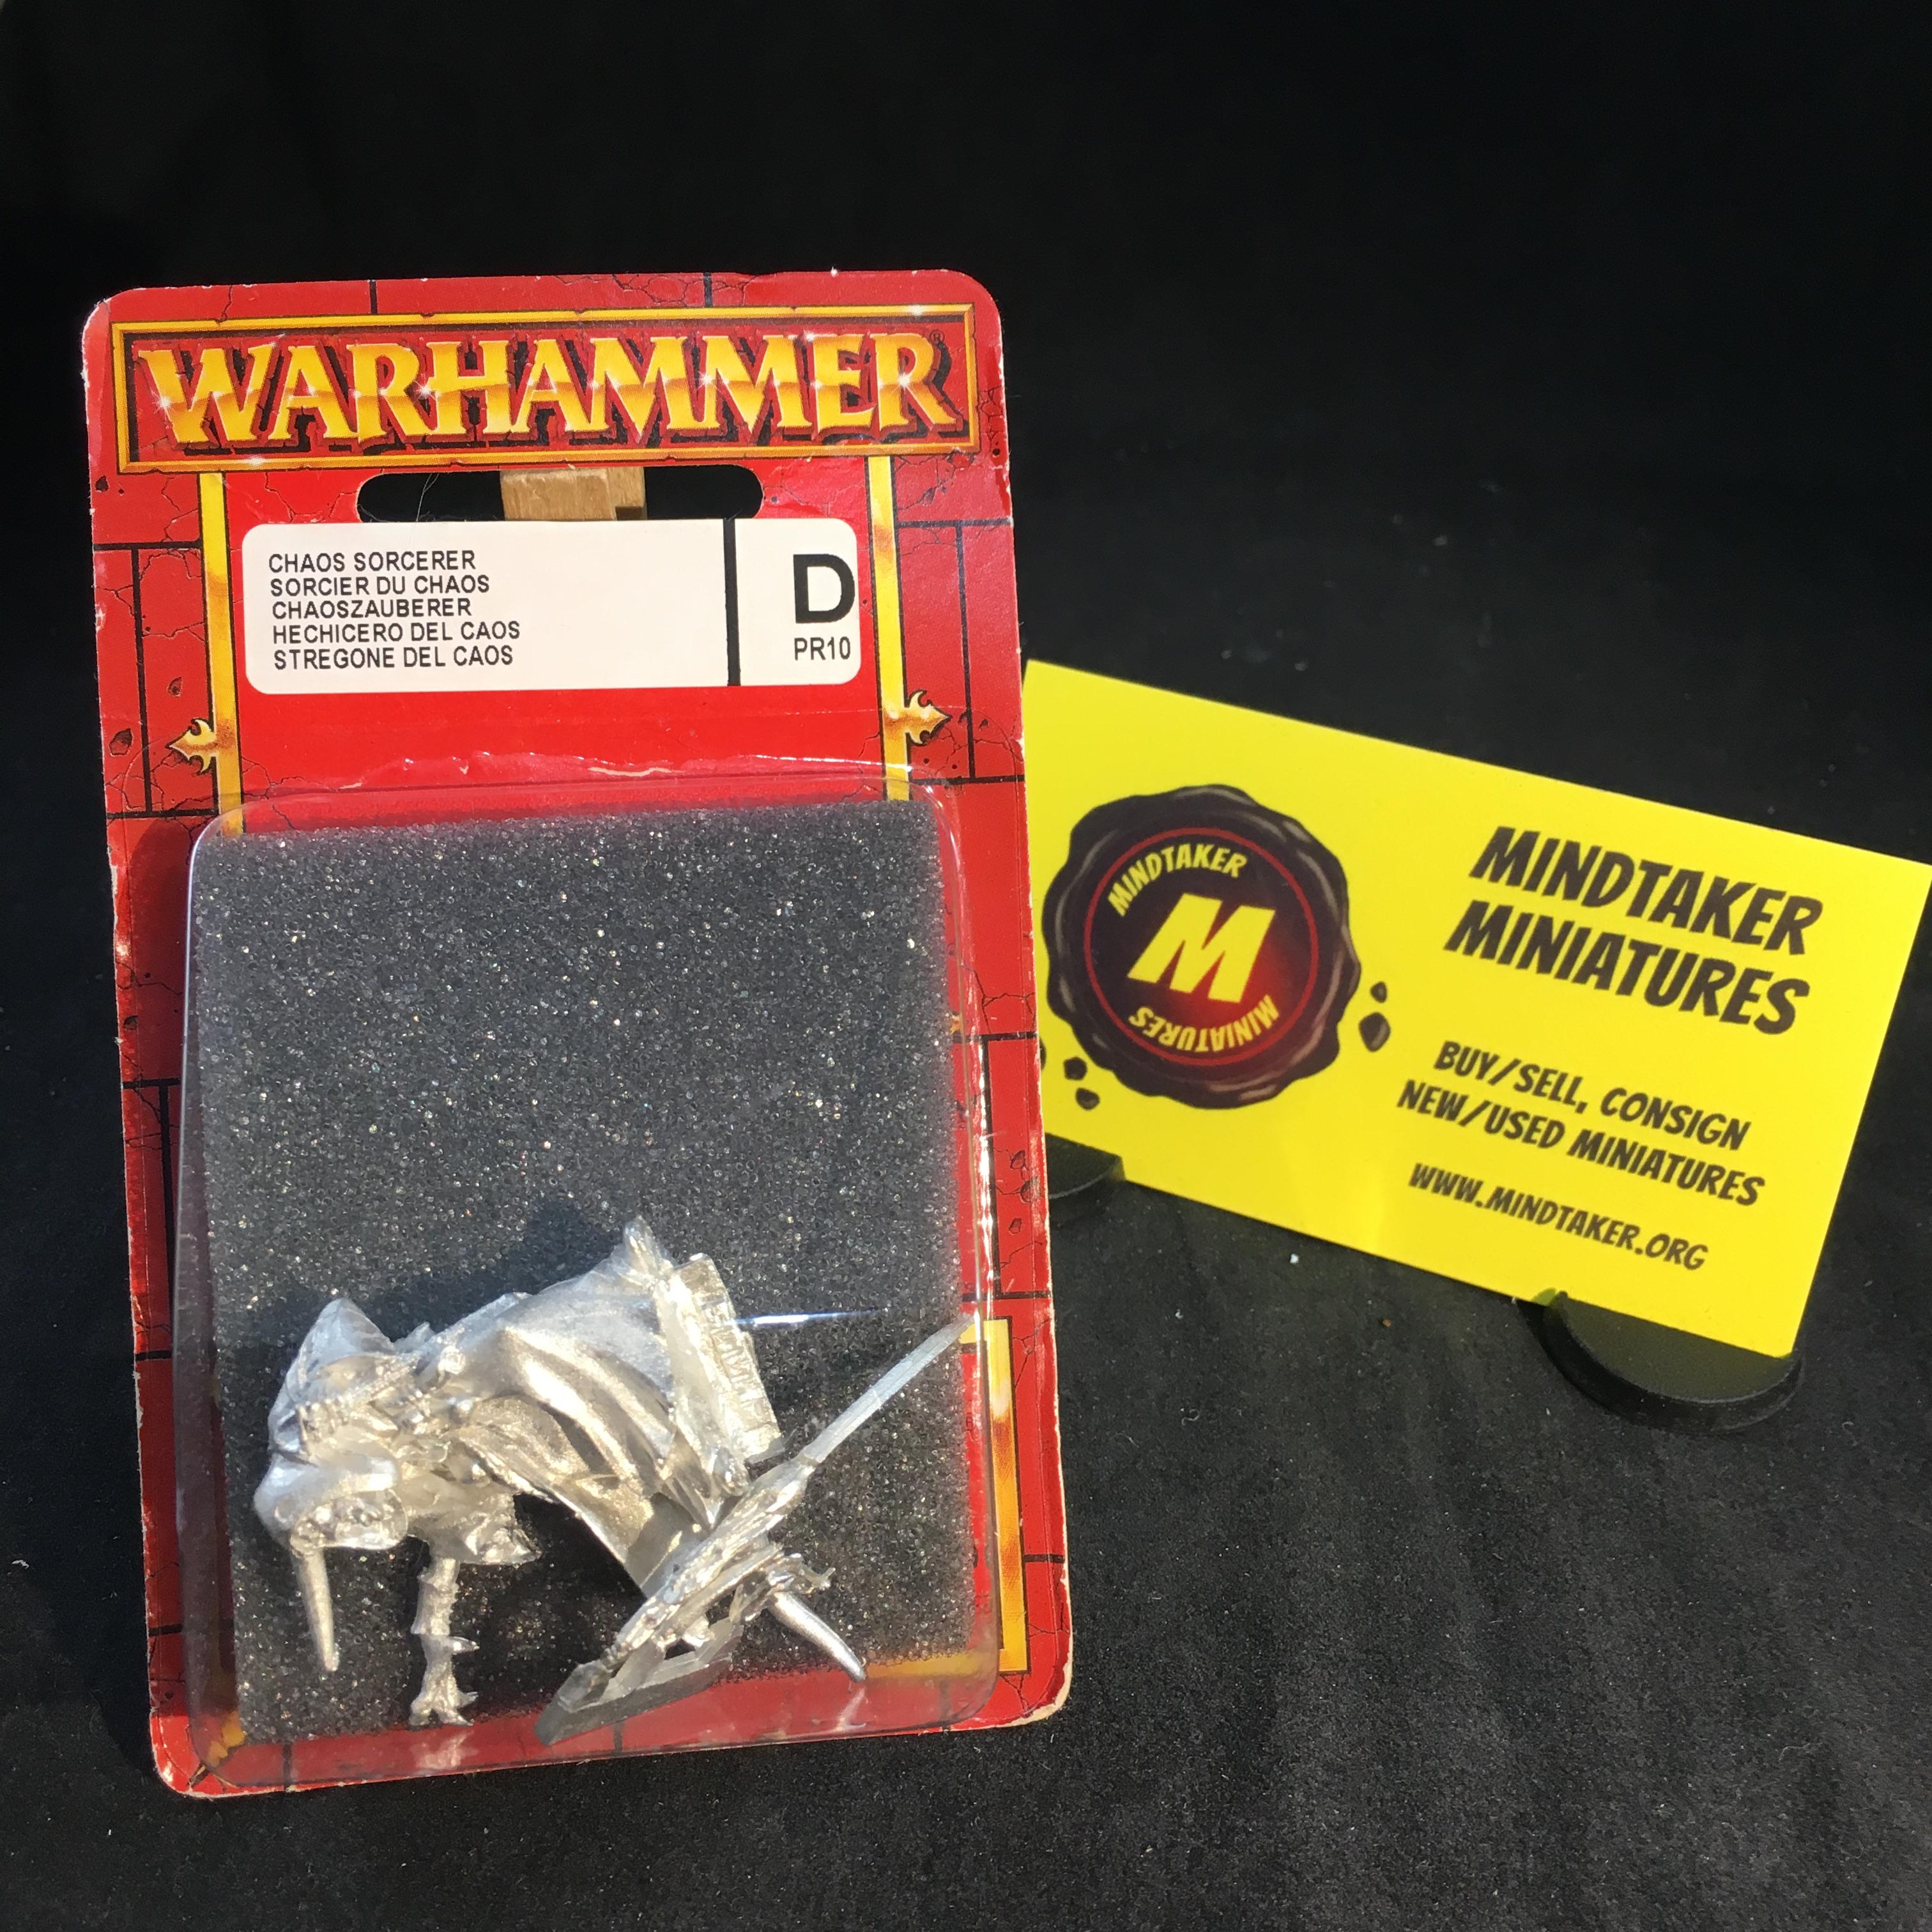 WARHAMMER®
CHAOS SORCERER
SORCIER DU CHAOS
CHAOSZAUBERER
HECHICERO DEL CAOS
STREGONE DEL CAOS
D
PR10
MINDTAKER
M
MINIATURES
MINDTAKER
MINIATURES
BUY/SELL, CONSIGN
NEW/USED MINIATURES
WWW.MINDTAKER.ORG